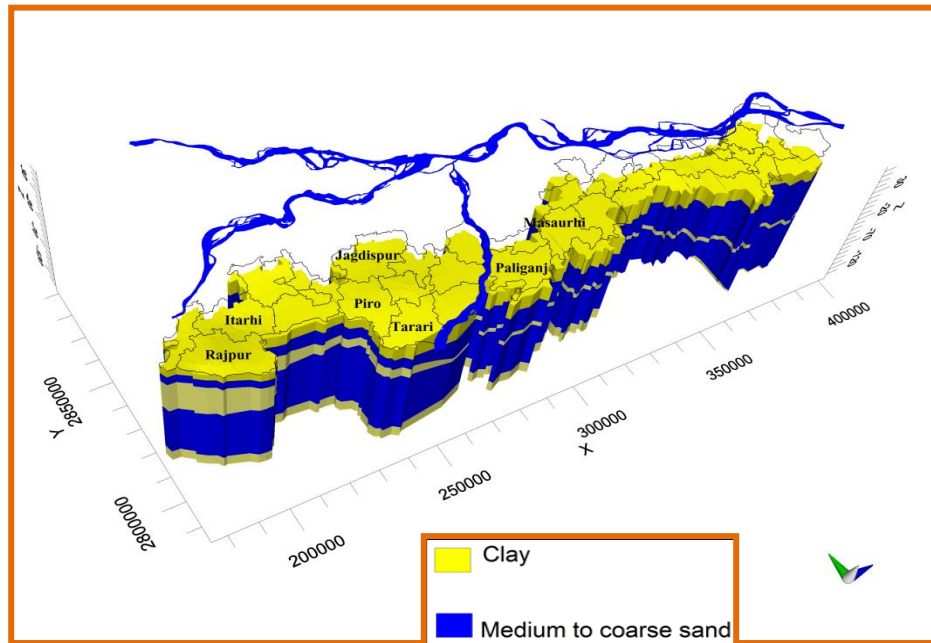 Jagdispur
Masaurhi
Paliganj
Itarhi
Piro
Tarari
Rajpur
Z
Y
X
2850000
2800000
200000
250000
300000
350000
400000
Clay
Medium to coarse sand